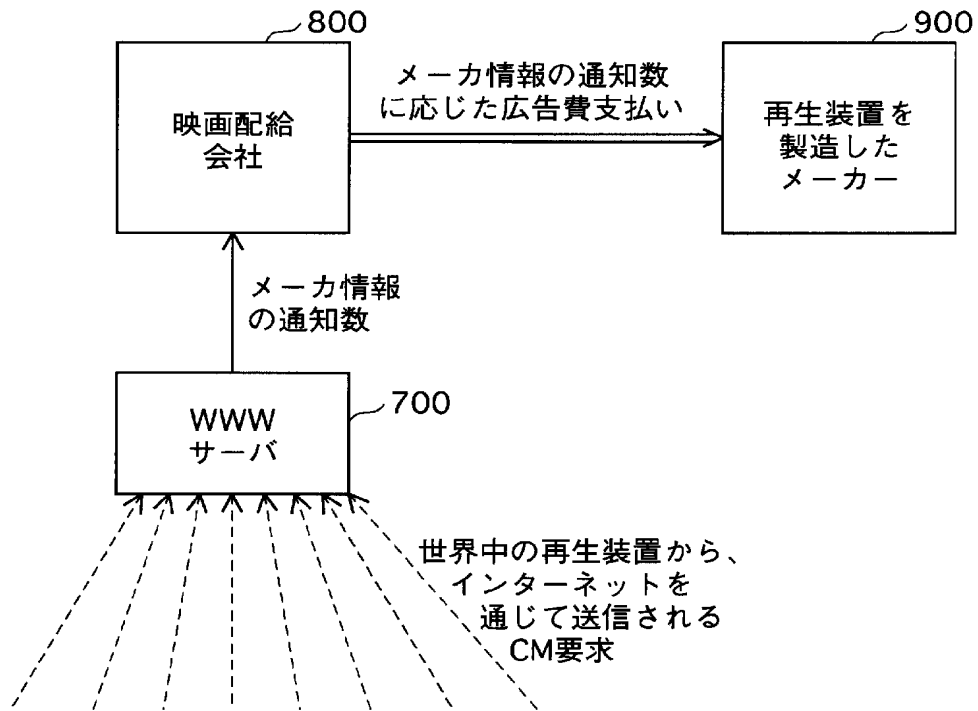 800
900
映画配給
会社
メーカ情報の通知数
に応じた広告費支払い
再生装置を
製造した
メーカー
メーカ情報
の通知数
700
WWW
サーバ
世界中の再生装置から、
インターネットを
通じて送信される
CM要求